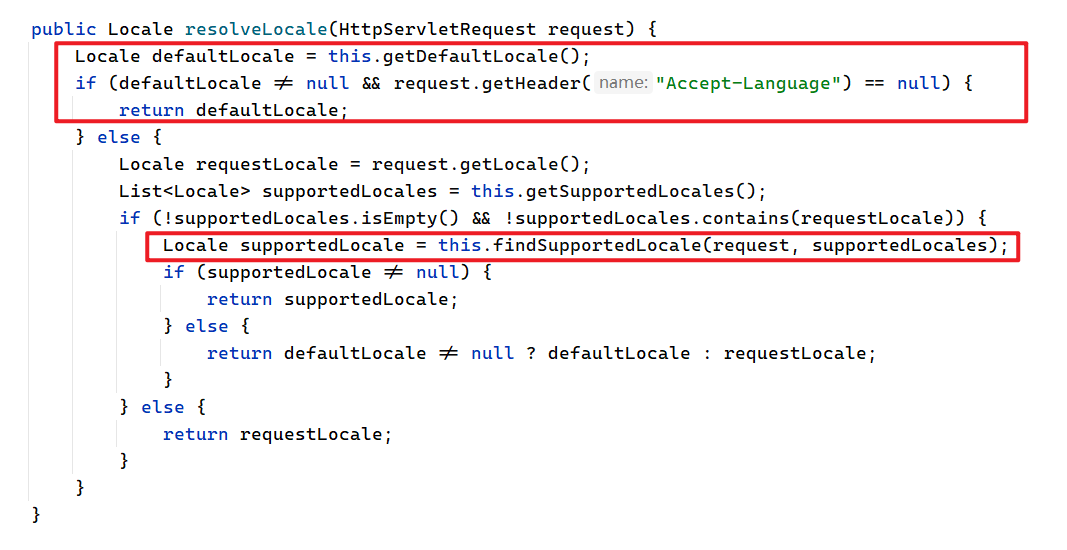 public Locale resolveLocale(HttpServletRequest request) {
    Locale defaultLocale = this.getDefaultLocale();
    if (defaultLocale ≠ null && request.getHeader( name: "Accept-Language") == null) {
        return defaultLocale;
    } else {
        Locale requestLocale = request.getLocale();
        List<Locale> supportedLocales = this.getSupportedLocales();
        if (!supportedLocales.isEmpty() && !supportedLocales.contains(requestLocale)) {
            Locale supportedLocale = this.findSupportedLocale(request, supportedLocales);
            if (supportedLocale ≠ null) {
                return supportedLocale;
            } else {
                return defaultLocale ≠ null ? defaultLocale : requestLocale;
            }
        } else {
            return requestLocale;
        }
    }
}